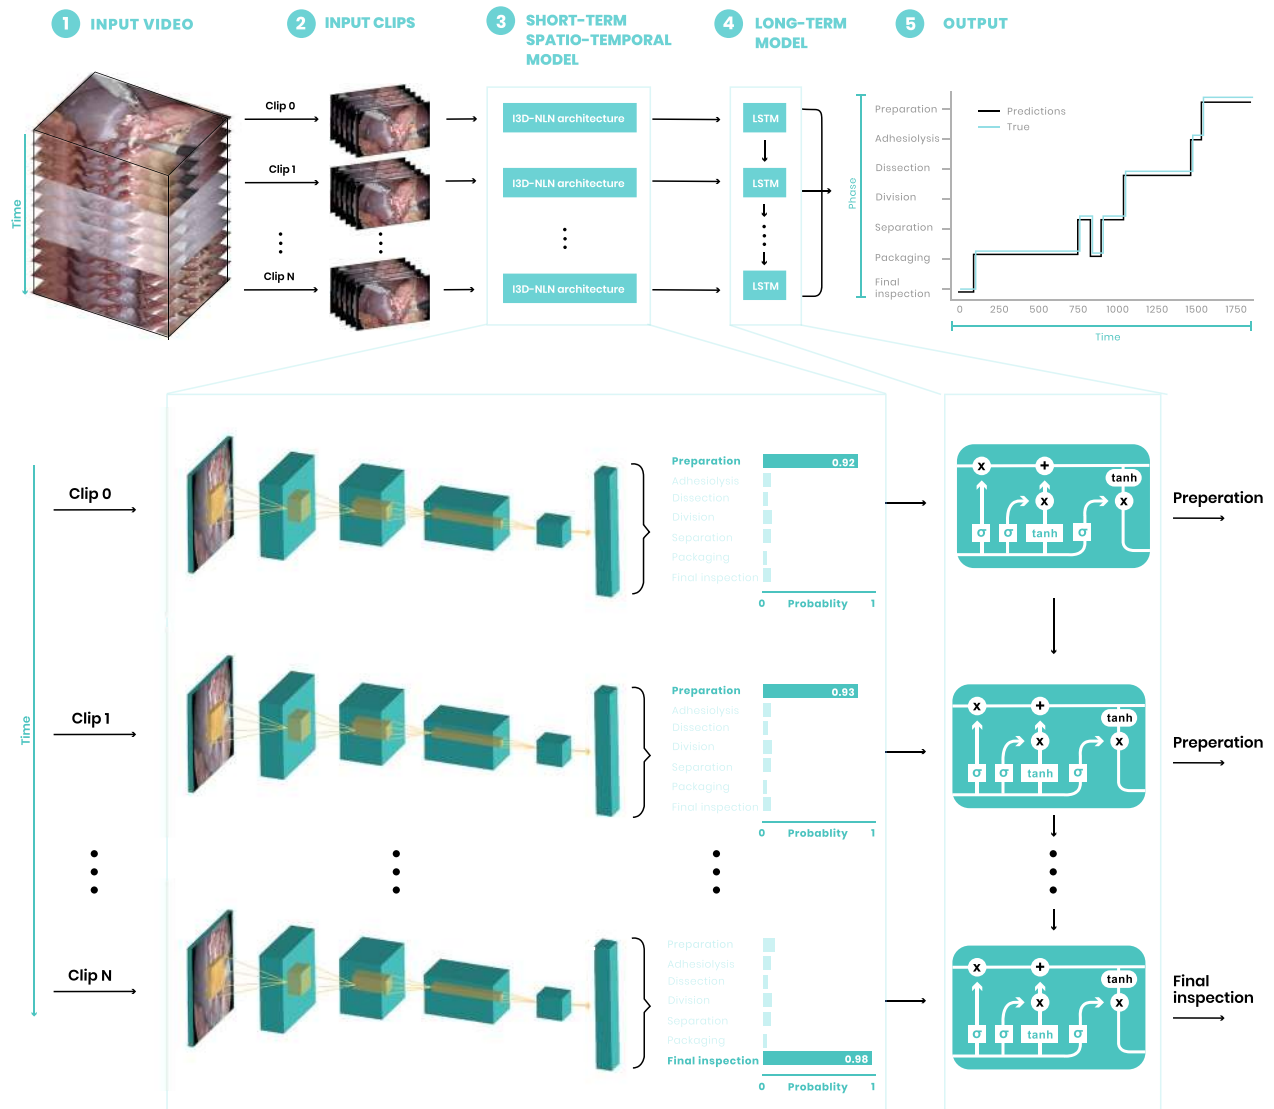 1 INPUT VIDEO
2 INPUT CLIPS
3 SHORT-TERM
SPATIO-TEMPORAL
MODEL
4 LONG-TERM
MODEL
5 OUTPUT
Time
Clip 0
Clip 1
Clip N
I3D-NLN architecture
I3D-NLN architecture
I3D-NLN architecture
LSTM
LSTM
LSTM
Phase
Preparation
Adhesiolysis
Dissection
Division
Separation
Packaging
Final
inspection
Predictions
True
0 250 500 750 1000 1250 1500 1750
Time
Time
Clip 0
Preparation 0.92
Adhesiolysis
Dissection
Division
Separation
Packaging
Final inspection
0 Probablity 1
x +
tanh
x x
σ σ tanh σ
Preperation
Clip 1
Preparation 0.93
Adhesiolysis
Dissection
Division
Separation
Packaging
Final inspection
0 Probablity 1
x +
tanh
x x
σ σ tanh σ
Preperation
Clip N
Preparation
Adhesiolysis
Dissection
Division
Separation
Packaging
Final inspection 0.98
0 Probablity 1
x +
tanh
x x
σ σ tanh σ
Final
inspection